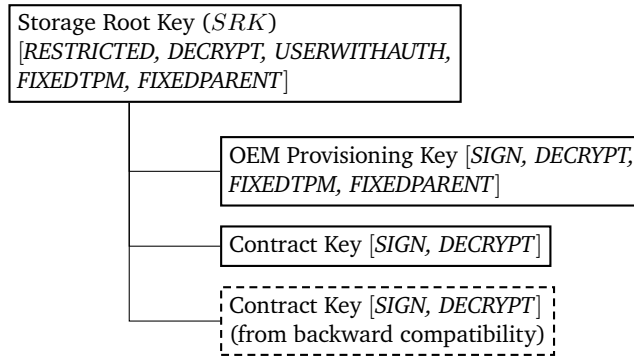 Storage Root Key (SRK)
[RESTRICTED, DECRYPT, USERWITHAUTH,
FIXEDTPM, FIXEDPARENT]
OEM Provisioning Key [SIGN, DECRYPT,
FIXEDTPM, FIXEDPARENT]
Contract Key [SIGN, DECRYPT]
Contract Key [SIGN, DECRYPT]
(from backward compatibility)